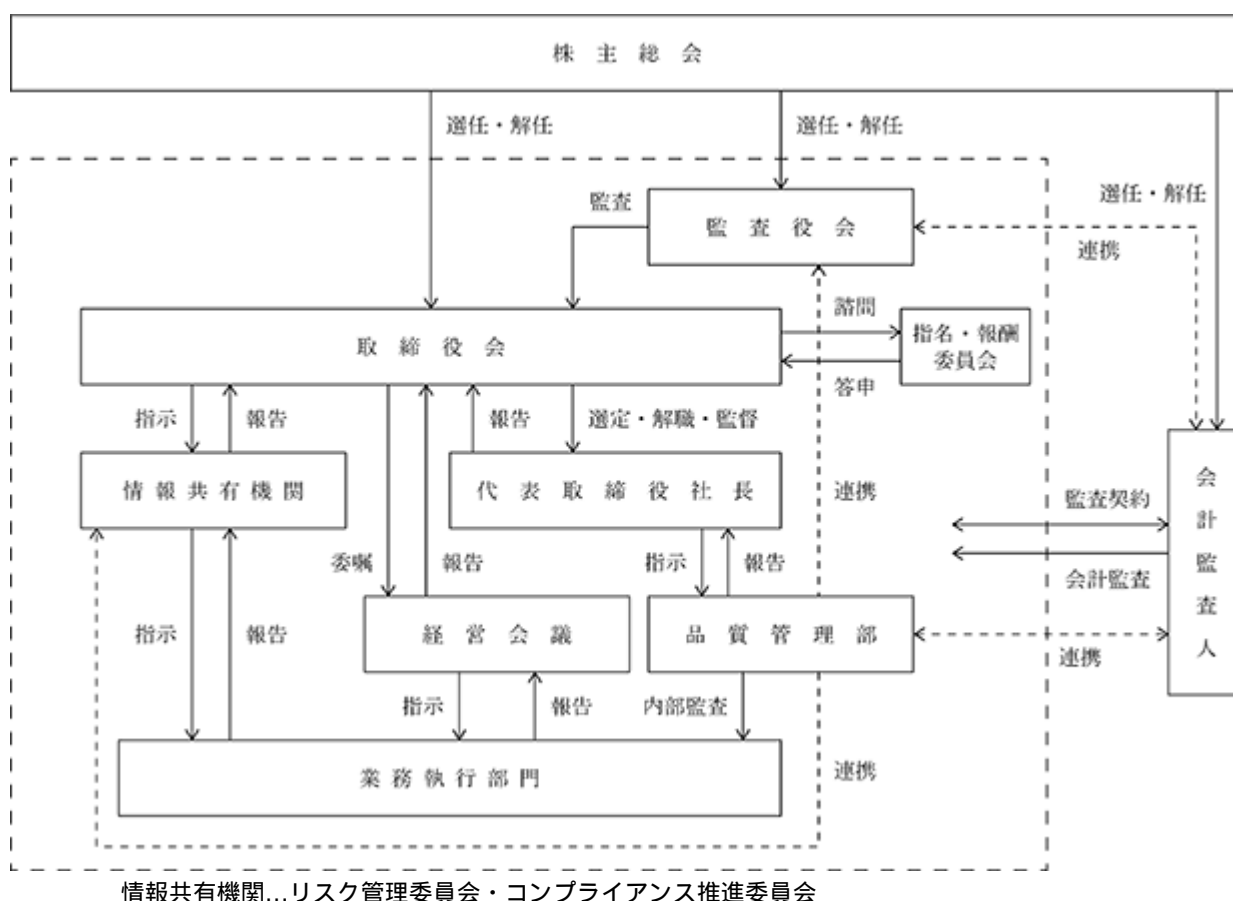 株主総会
選任・解任
選任・解任
選任・解任
監査
監査役会
連携
諮問
取締役会
指名・報酬
委員会
答申
指示
報告
報告
選定・解職・監督
情報共有機関
代表取締役社長
連携
会計監査人
監査契約
委嘱
報告
指示
報告
会計監査
指示
報告
経営会議
品質管理部
連携
指示
報告
内部監査
業務執行部門
連携
情報共有機関…リスク管理委員会・コンプライアンス推進委員会